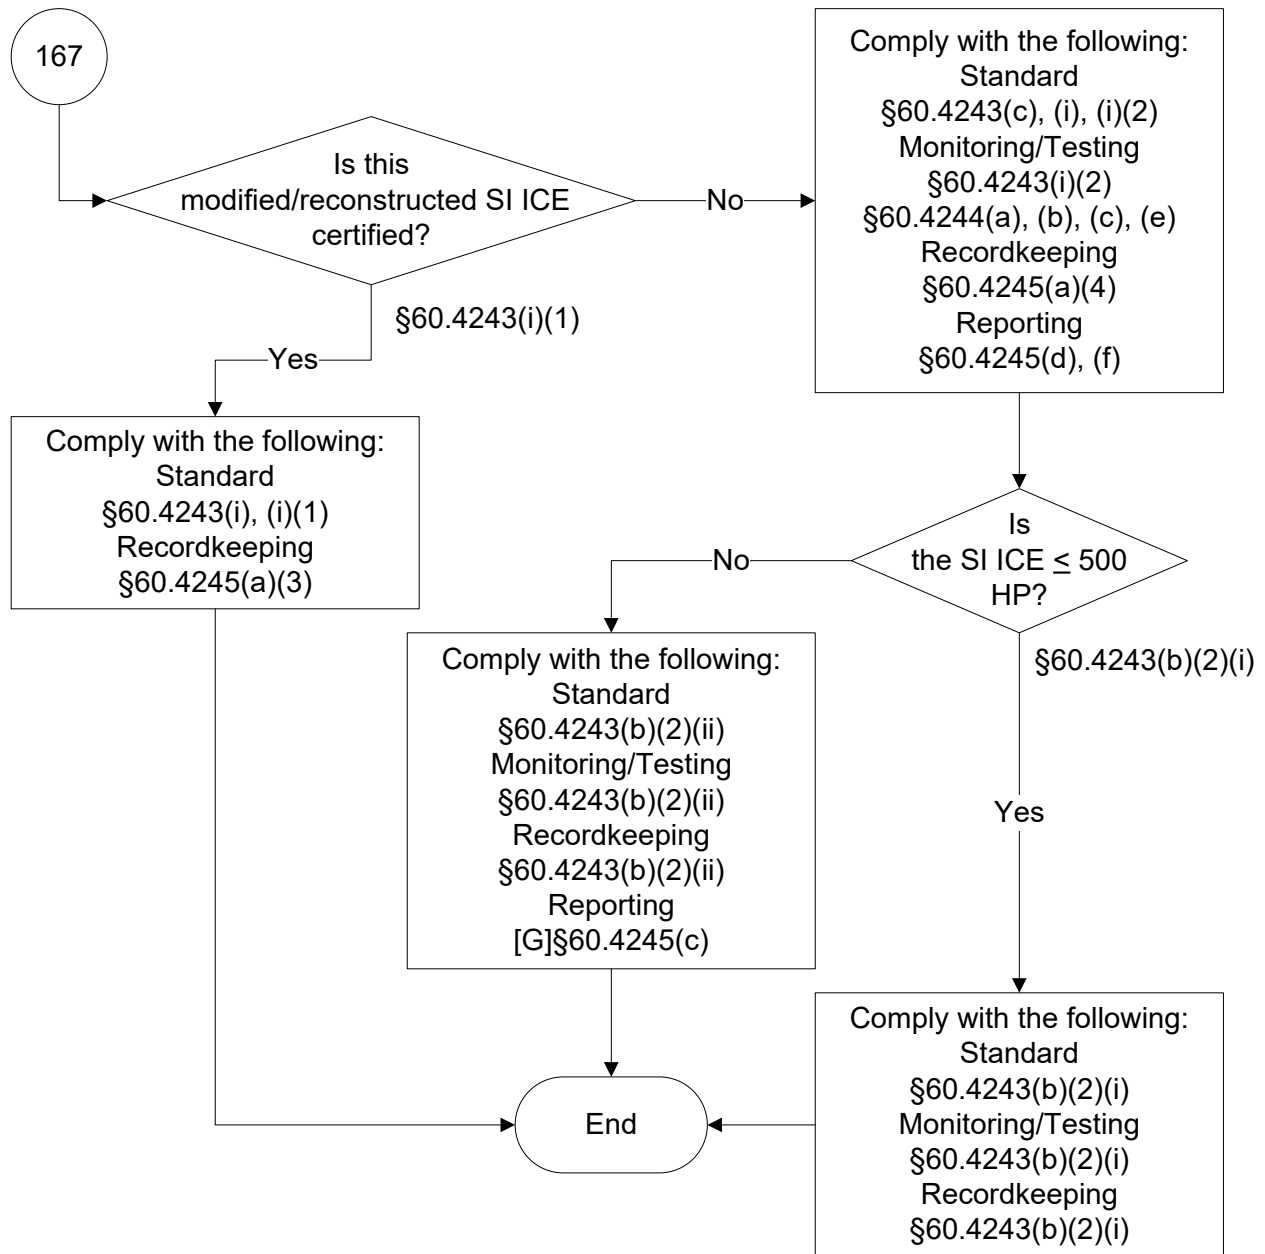 167
Is this
modified/reconstructed SI ICE
certified?
No
Comply with the following:
Standard
§60.4243(c), (i), (i)(2)
Monitoring/Testing
§60.4243(i)(2)
§60.4244(a), (b), (c), (e)
Recordkeeping
§60.4245(a)(4)
Reporting
§60.4245(d), (f)
§60.4243(i)(1)
Yes
Comply with the following:
Standard
§60.4243(i), (i)(1)
Recordkeeping
§60.4245(a)(3)
Is
the SI ICE ≤ 500
HP?
No
§60.4243(b)(2)(i)
Comply with the following:
Standard
§60.4243(b)(2)(ii)
Monitoring/Testing
§60.4243(b)(2)(ii)
Recordkeeping
§60.4243(b)(2)(ii)
Reporting
[G]§60.4245(c)
Yes
Comply with the following:
Standard
§60.4243(b)(2)(i)
Monitoring/Testing
§60.4243(b)(2)(i)
Recordkeeping
§60.4243(b)(2)(i)
End